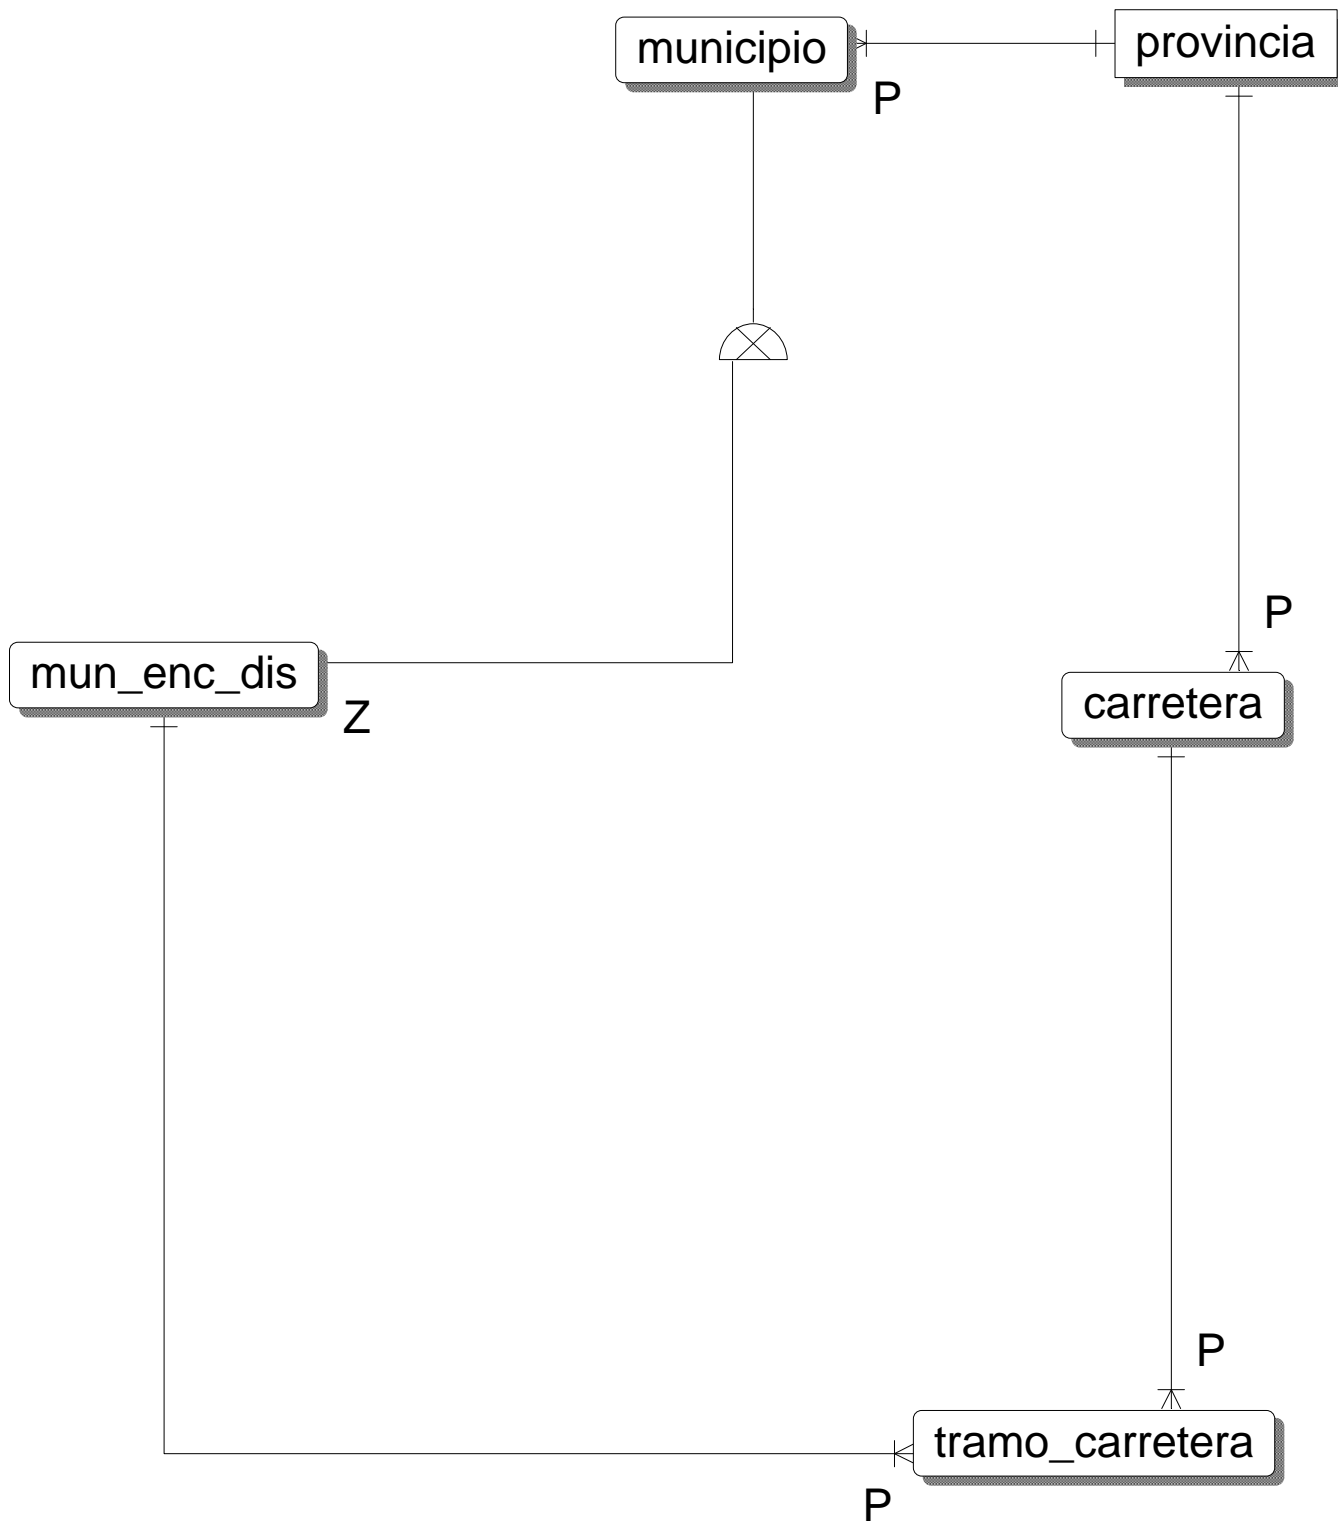 municipio
provincia
P
P
mun_enc_dis
Z
carretera
P
tramo_carretera
P